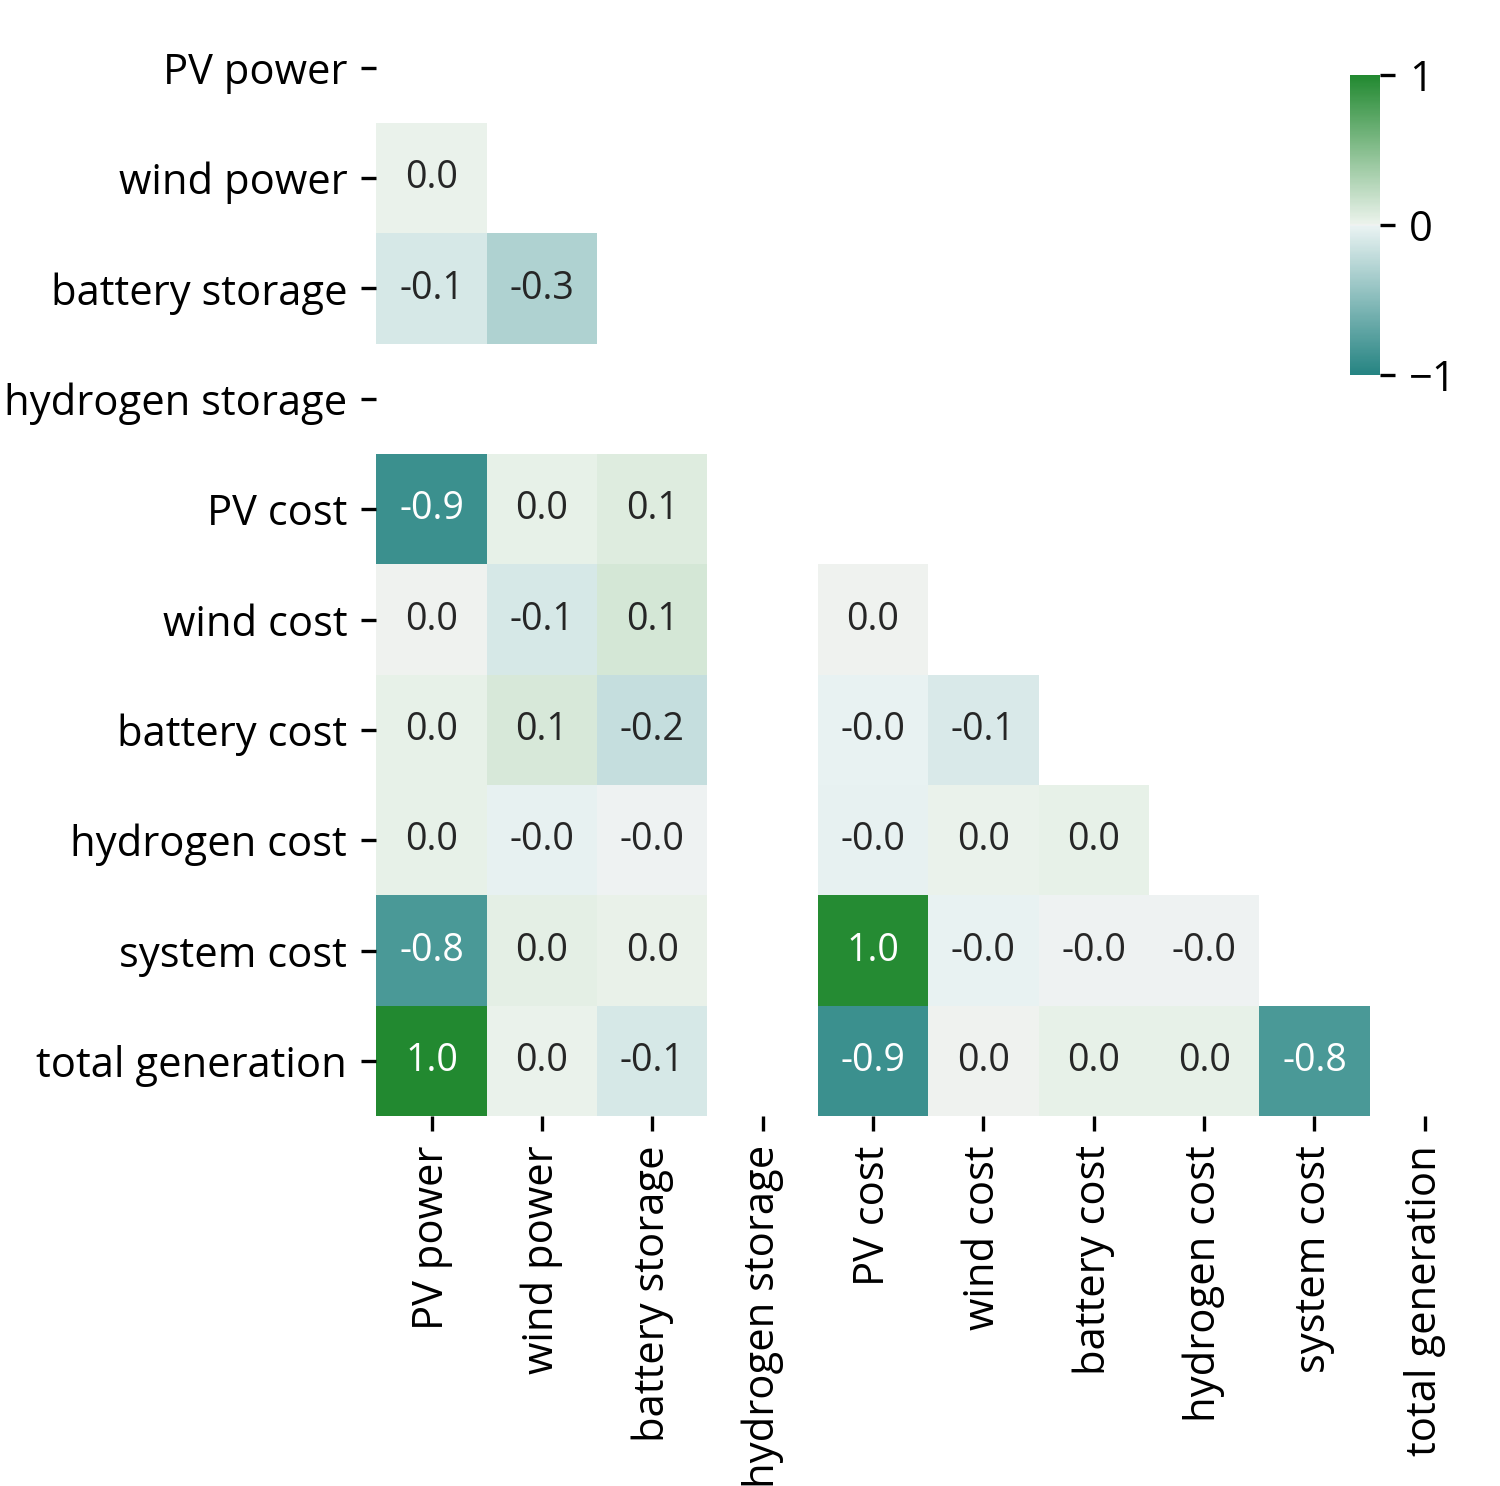 PV power
1
wind power 0.0
0
battery storage -0.1 -0.3
−1
hydrogen storage
PV cost -0.9 0.0 0.1
wind cost 0.0 -0.1 0.1 0.0
battery cost 0.0 0.1 -0.2 -0.0 -0.1
hydrogen cost 0.0 -0.0 -0.0 -0.0 0.0 0.0
system cost -0.8 0.0 0.0 1.0 -0.0 -0.0 -0.0
total generation 1.0 0.0 -0.1 -0.9 0.0 0.0 0.0 -0.8
PV power
wind power
battery storage
hydrogen storage
PV cost
wind cost
battery cost
hydrogen cost
system cost
total generation